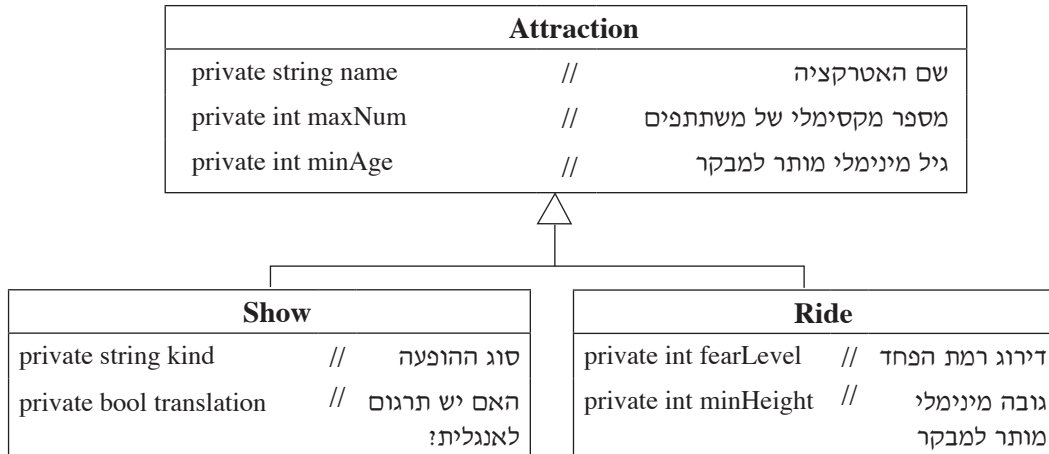 Attraction
private string name // שם האטרקציה
private int maxNum // מספר מקסימלי של משתתפים
private int minAge // גיל מינימלי מותר למבקר
Show
private string kind // סוג ההופעה
private bool translation // האם יש תרגום
לאנגלית?
Ride
private int fearLevel // דירוג רמת הפחד
private int minHeight // גובה מינימלי
מותר למבקר